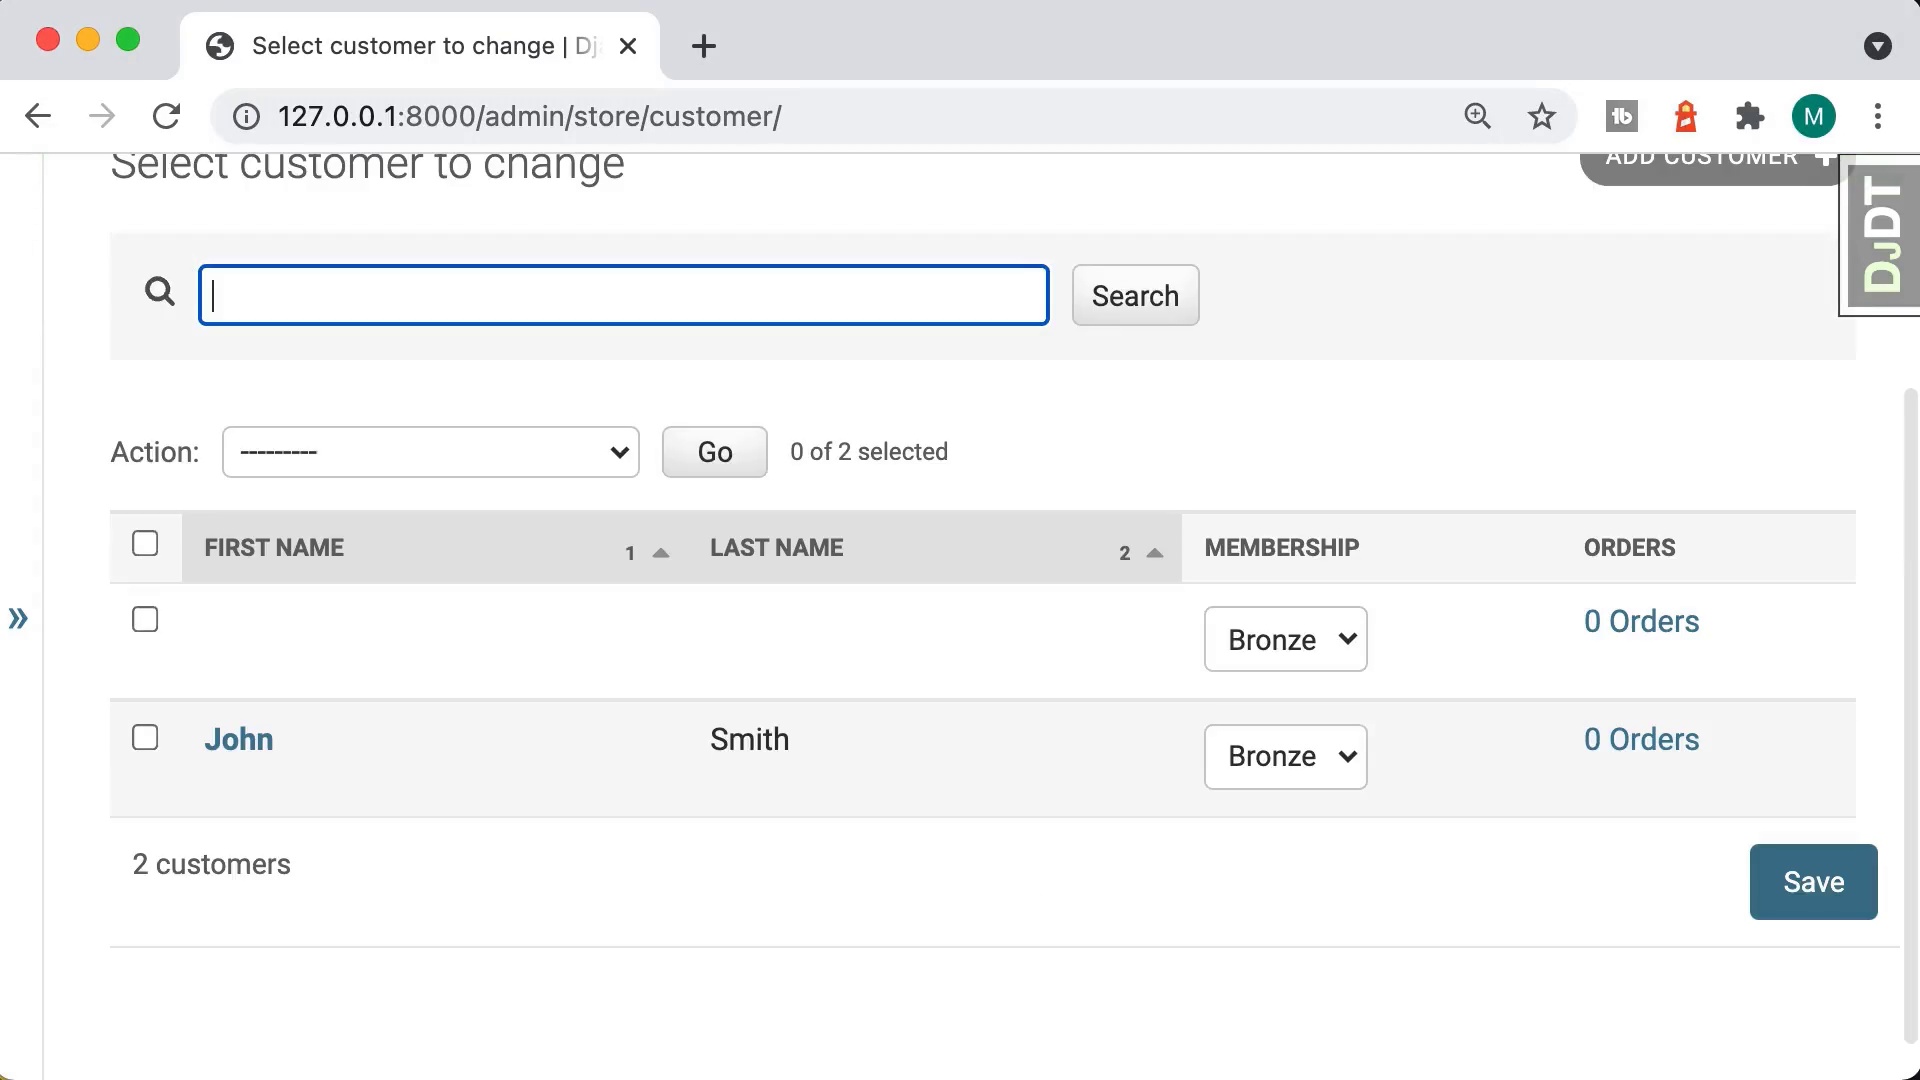 Select customer to change | Dj
127.0.0.1:8000/admin/store/customer/
M
Select customer to change
ADD CUSTOMER +
DJDT
Search
Action: --------- Go 0 of 2 selected
FIRST NAME 1 LAST NAME 2 MEMBERSHIP ORDERS
Bronze 0 Orders
John Smith Bronze 0 Orders
2 customers
Save